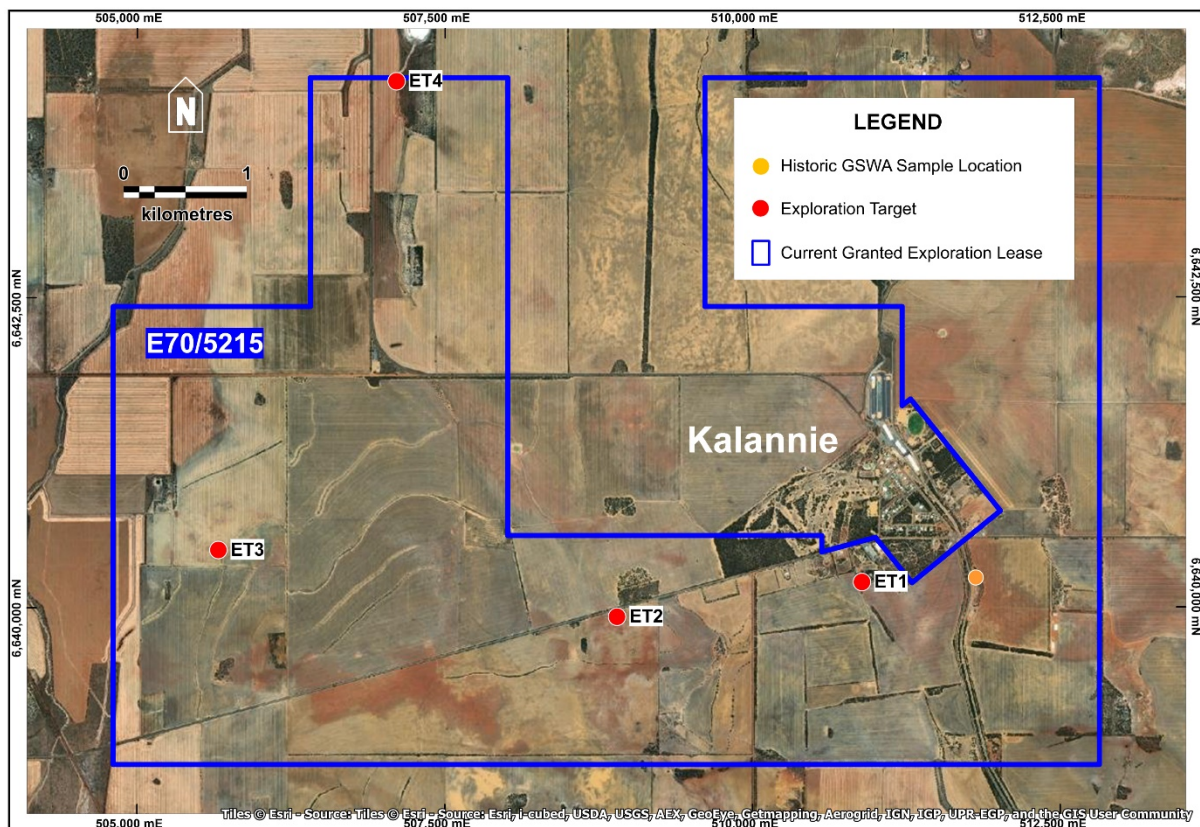 505,000 mE
507,500 mE
510,000 mE
512,500 mE
ET4
N
LEGEND
Historic GSWA Sample Location
Exploration Target
Current Granted Exploration Lease
0 1
kilometres
6,642,500 mN
6,642,500 mN
E70/5215
Kalannie
ET3
ET1
ET2
6,640,000 mN
6,640,000 mN
Tiles © Esri - Source: Tiles © Esri - Source: Esri, i-cubed, USDA, USGS, AEX, GeoEye, Getmapping, Aerogrid, IGN, IGP, UPR-EGP, and the GIS User Community
505,000 mE
507,500 mE
510,000 mE
512,500 mE